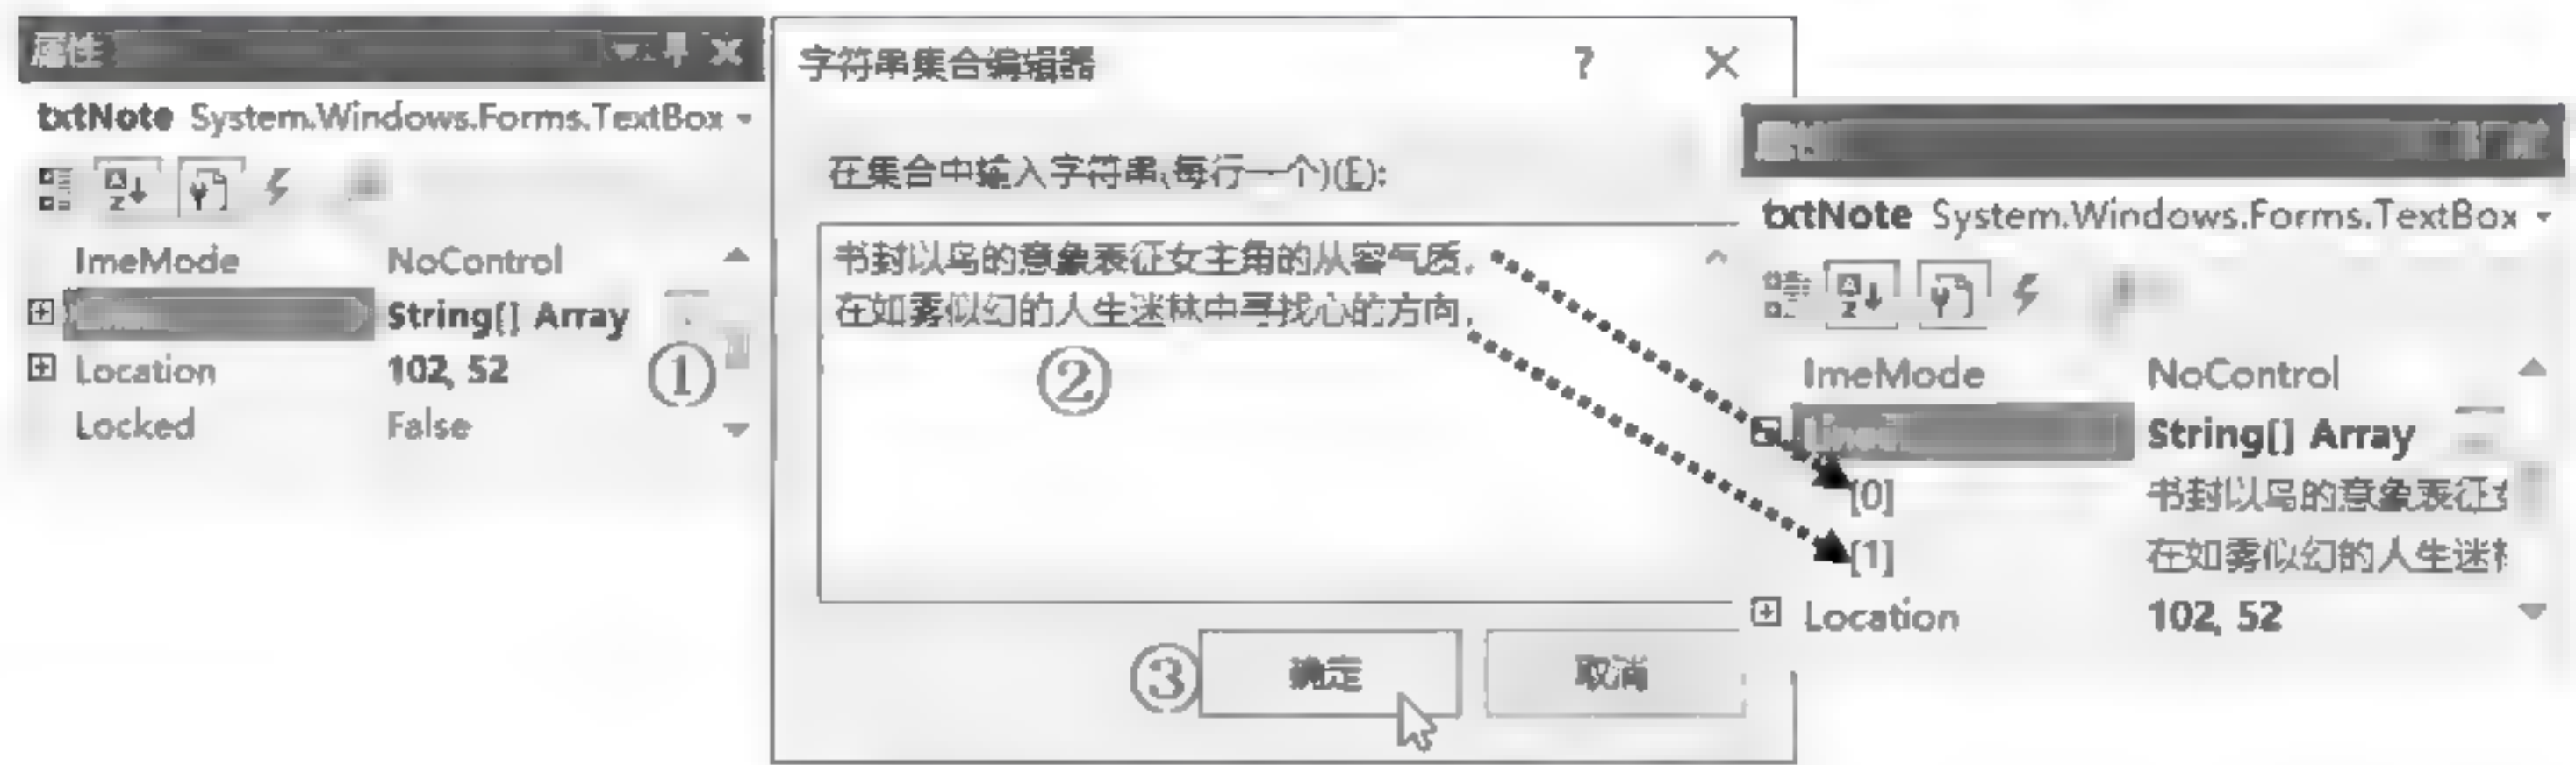 属性
txtNote System.Windows.Forms.TextBox
ImeMode NoControl
String[] Array
Location 102, 52
Locked False
①
字符串集合编辑器 ? ×
在集合中输入字符串(每行一个)(E):
书封以鸟的意象表征女主角的从容气质,
在如雾似幻的人生迷林中寻找心的方向,
②
③
确定
取消
txtNote System.Windows.Forms.TextBox
ImeMode NoControl
Lines String[] Array
[0] 书封以鸟的意象表征女
[1] 在如雾似幻的人生迷林
Location 102, 52